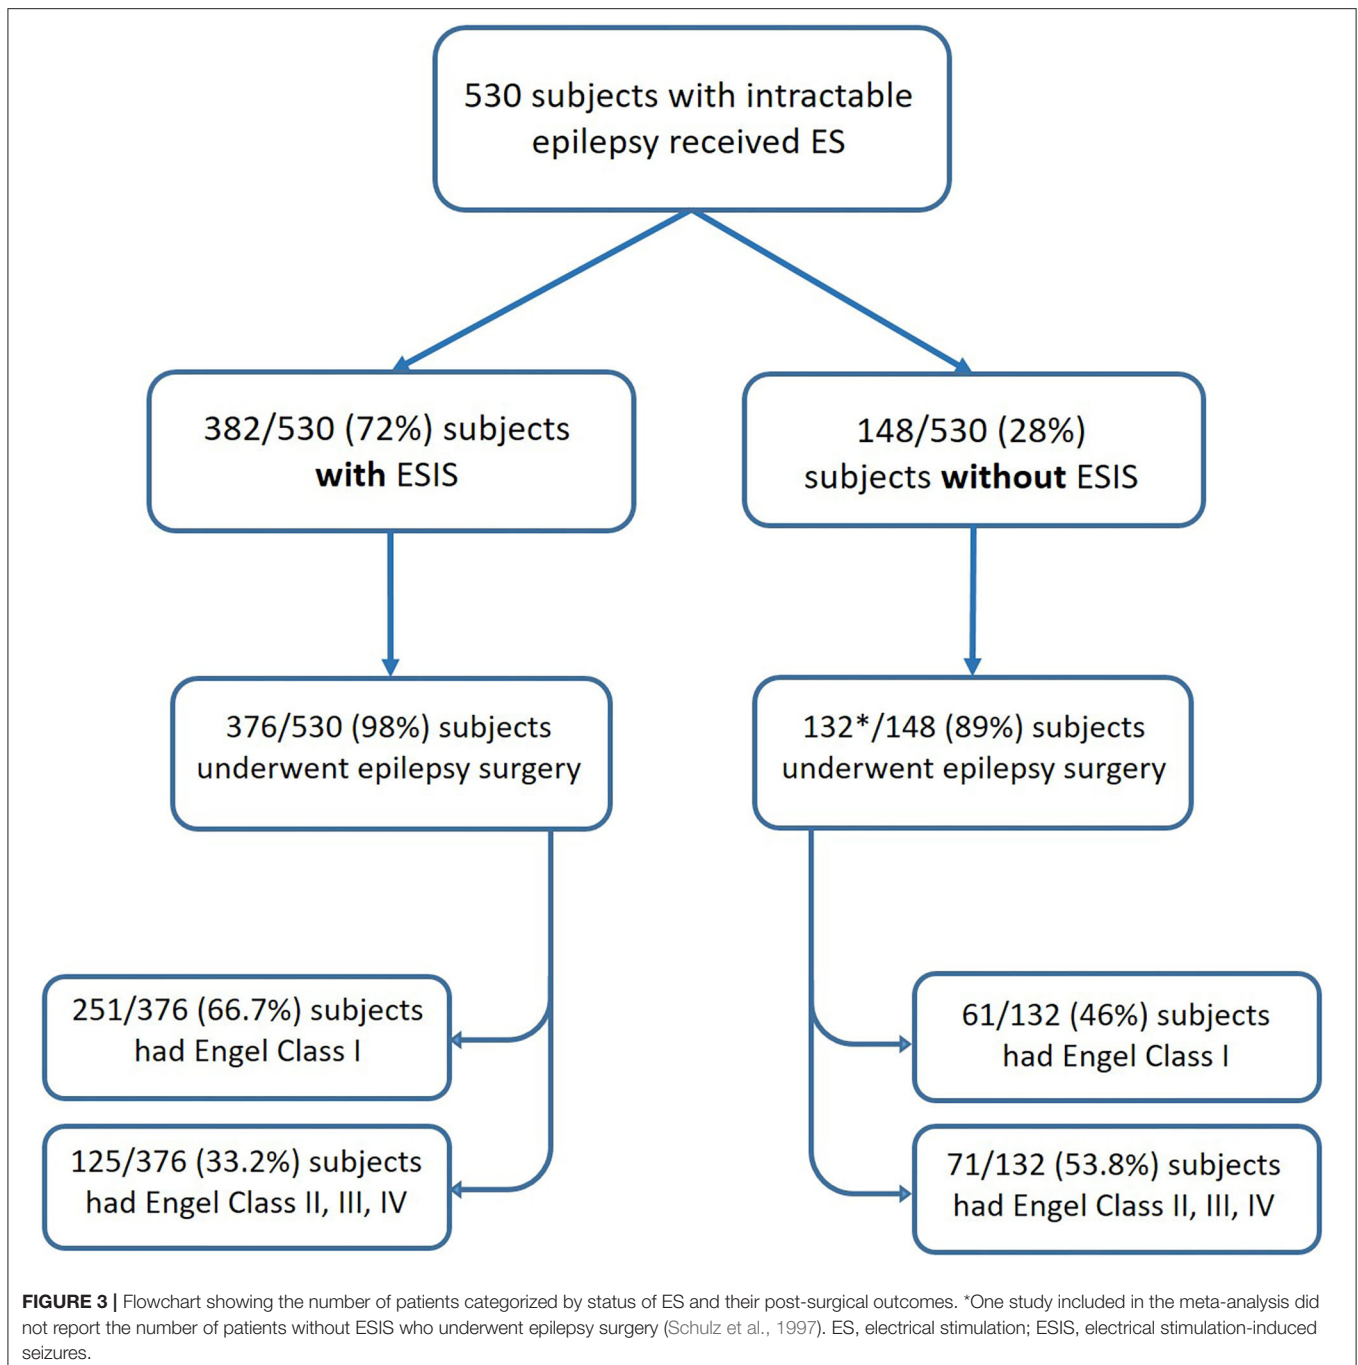 530 subjects with intractable
epilepsy received ES
382/530 (72%) subjects
with ESIS
148/530 (28%)
subjects without ESIS
376/530 (98%) subjects
underwent epilepsy surgery
132*/148 (89%) subjects
underwent epilepsy surgery
251/376 (66.7%) subjects
had Engel Class I
61/132 (46%) subjects
had Engel Class I
125/376 (33.2%) subjects
had Engel Class II, III, IV
71/132 (53.8%) subjects
had Engel Class II, III, IV
FIGURE 3 | Flowchart showing the number of patients categorized by status of ES and their post-surgical outcomes. *One study included in the meta-analysis did
not report the number of patients without ESIS who underwent epilepsy surgery (Schulz et al., 1997). ES, electrical stimulation; ESIS, electrical stimulation-induced
seizures.